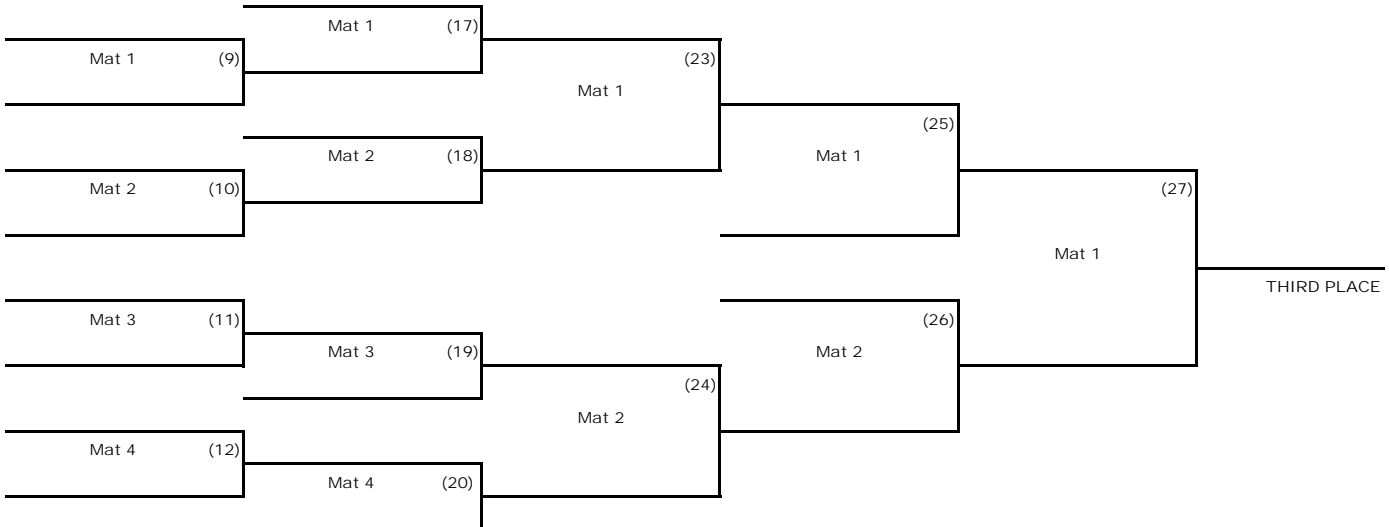 Mat 1 (17)
Mat 1 (9)
(23)
Mat 1
(25)
Mat 2 (18)
Mat 1
Mat 2 (10)
(27)
Mat 1
THIRD PLACE
Mat 3 (11)
(26)
Mat 3 (19)
Mat 2
(24)
Mat 2
Mat 4 (12)
Mat 4 (20)